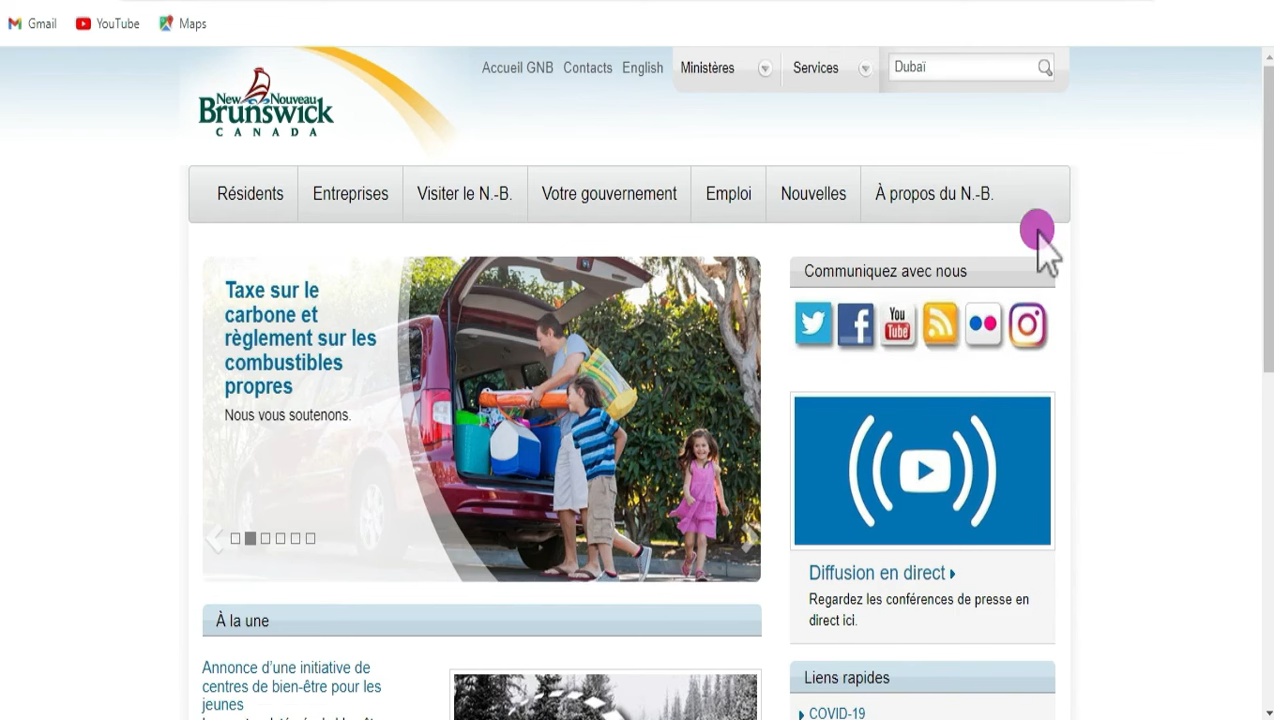 Gmail YouTube Maps
Accueil GNB Contacts English Ministères Services Dubaï
New Nouveau
Brunswick
CANADA
Résidents Entreprises Visiter le N.-B. Votre gouvernement Emploi Nouvelles À propos du N.-B.
Taxe sur le
carbone et
règlement sur les
combustibles
propres
Nous vous soutenons.
Communiquez avec nous
You
Tube
Diffusion en direct
Regardez les conférences de presse en
direct ici.
À la une
Annonce d'une initiative de
centres de bien-être pour les
jeunes
Liens rapides
COVID-19